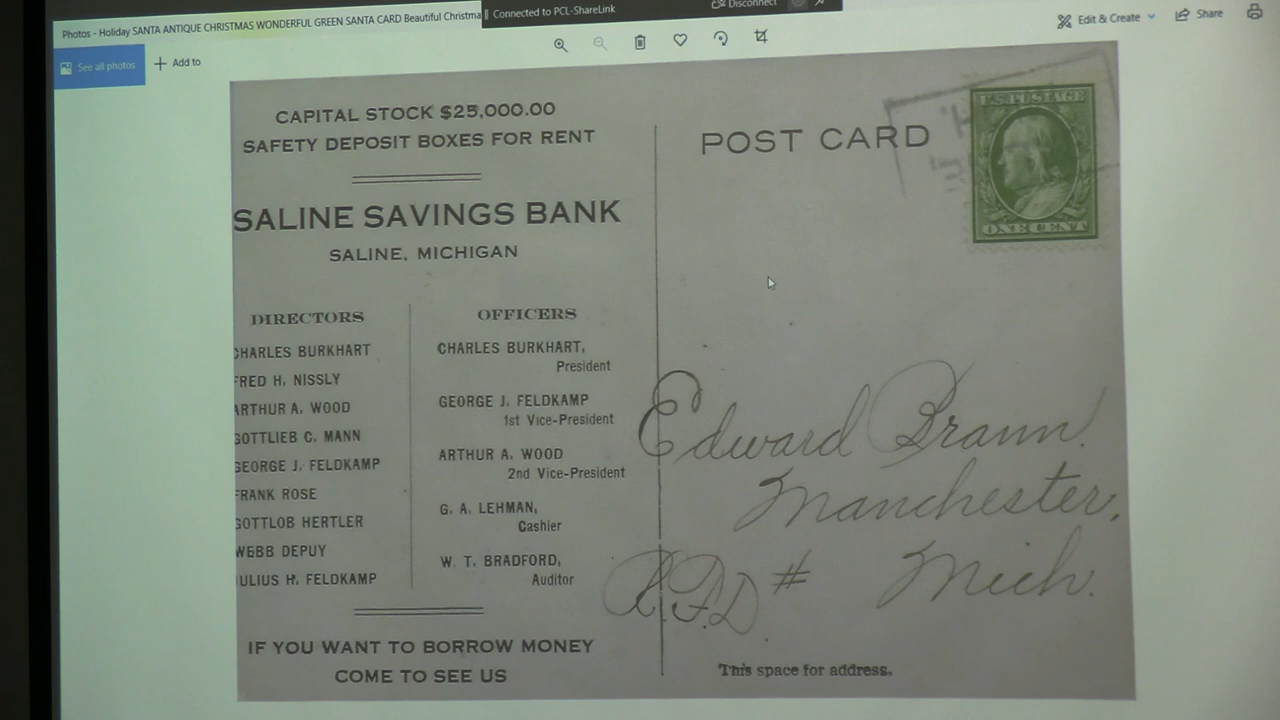 Photos - Holiday SANTA ANTIQUE CHRISTMAS WONDERFUL GREEN SANTA CARD Beautiful Christma
Connected to PCL-ShareLink
Disconnect
See all photos
Add to
Edit & Create
Share
CAPITAL STOCK $25,000.00
SAFETY DEPOSIT BOXES FOR RENT
SALINE SAVINGS BANK
SALINE, MICHIGAN
DIRECTORS
CHARLES BURKHART
FRED H. NISSLY
ARTHUR A. WOOD
GOTTLIEB C. MANN
GEORGE J. FELDKAMP
FRANK ROSE
GOTTLOB HERTLER
WEBB DEPUY
JULIUS H. FELDKAMP
OFFICERS
CHARLES BURKHART,
President
GEORGE J. FELDKAMP
1st Vice-President
ARTHUR A. WOOD
2nd Vice-President
G. A. LEHMAN,
Cashier
W. T. BRADFORD,
Auditor
IF YOU WANT TO BORROW MONEY
COME TO SEE US
POST CARD
U.S. POSTAGE
ONE CENT
Edward Braun.
Manchester,
R.F.D. # Mich.
This space for address.